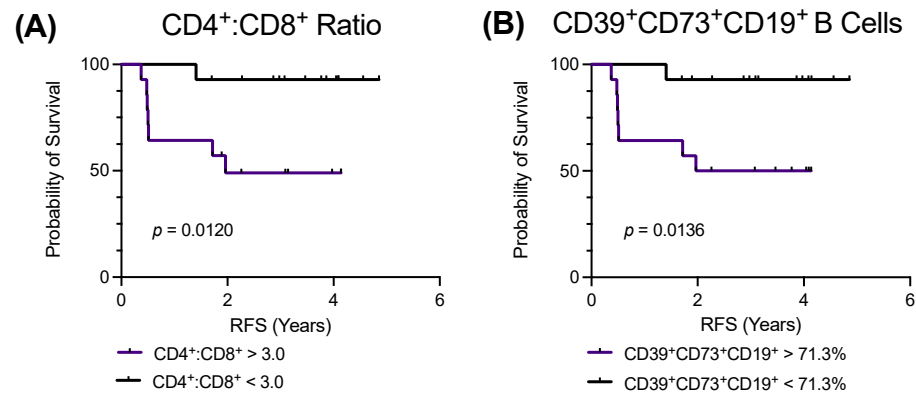 (A) CD4⁺:CD8⁺ Ratio
100
50
0
Probability of Survival
p = 0.0120
0 2 4 6
RFS (Years)
CD4⁺:CD8⁺ > 3.0
CD4⁺:CD8⁺ < 3.0
(B) CD39⁺CD73⁺CD19⁺ B Cells
100
50
0
Probability of Survival
p = 0.0136
0 2 4 6
RFS (Years)
CD39⁺CD73⁺CD19⁺ > 71.3%
CD39⁺CD73⁺CD19⁺ < 71.3%